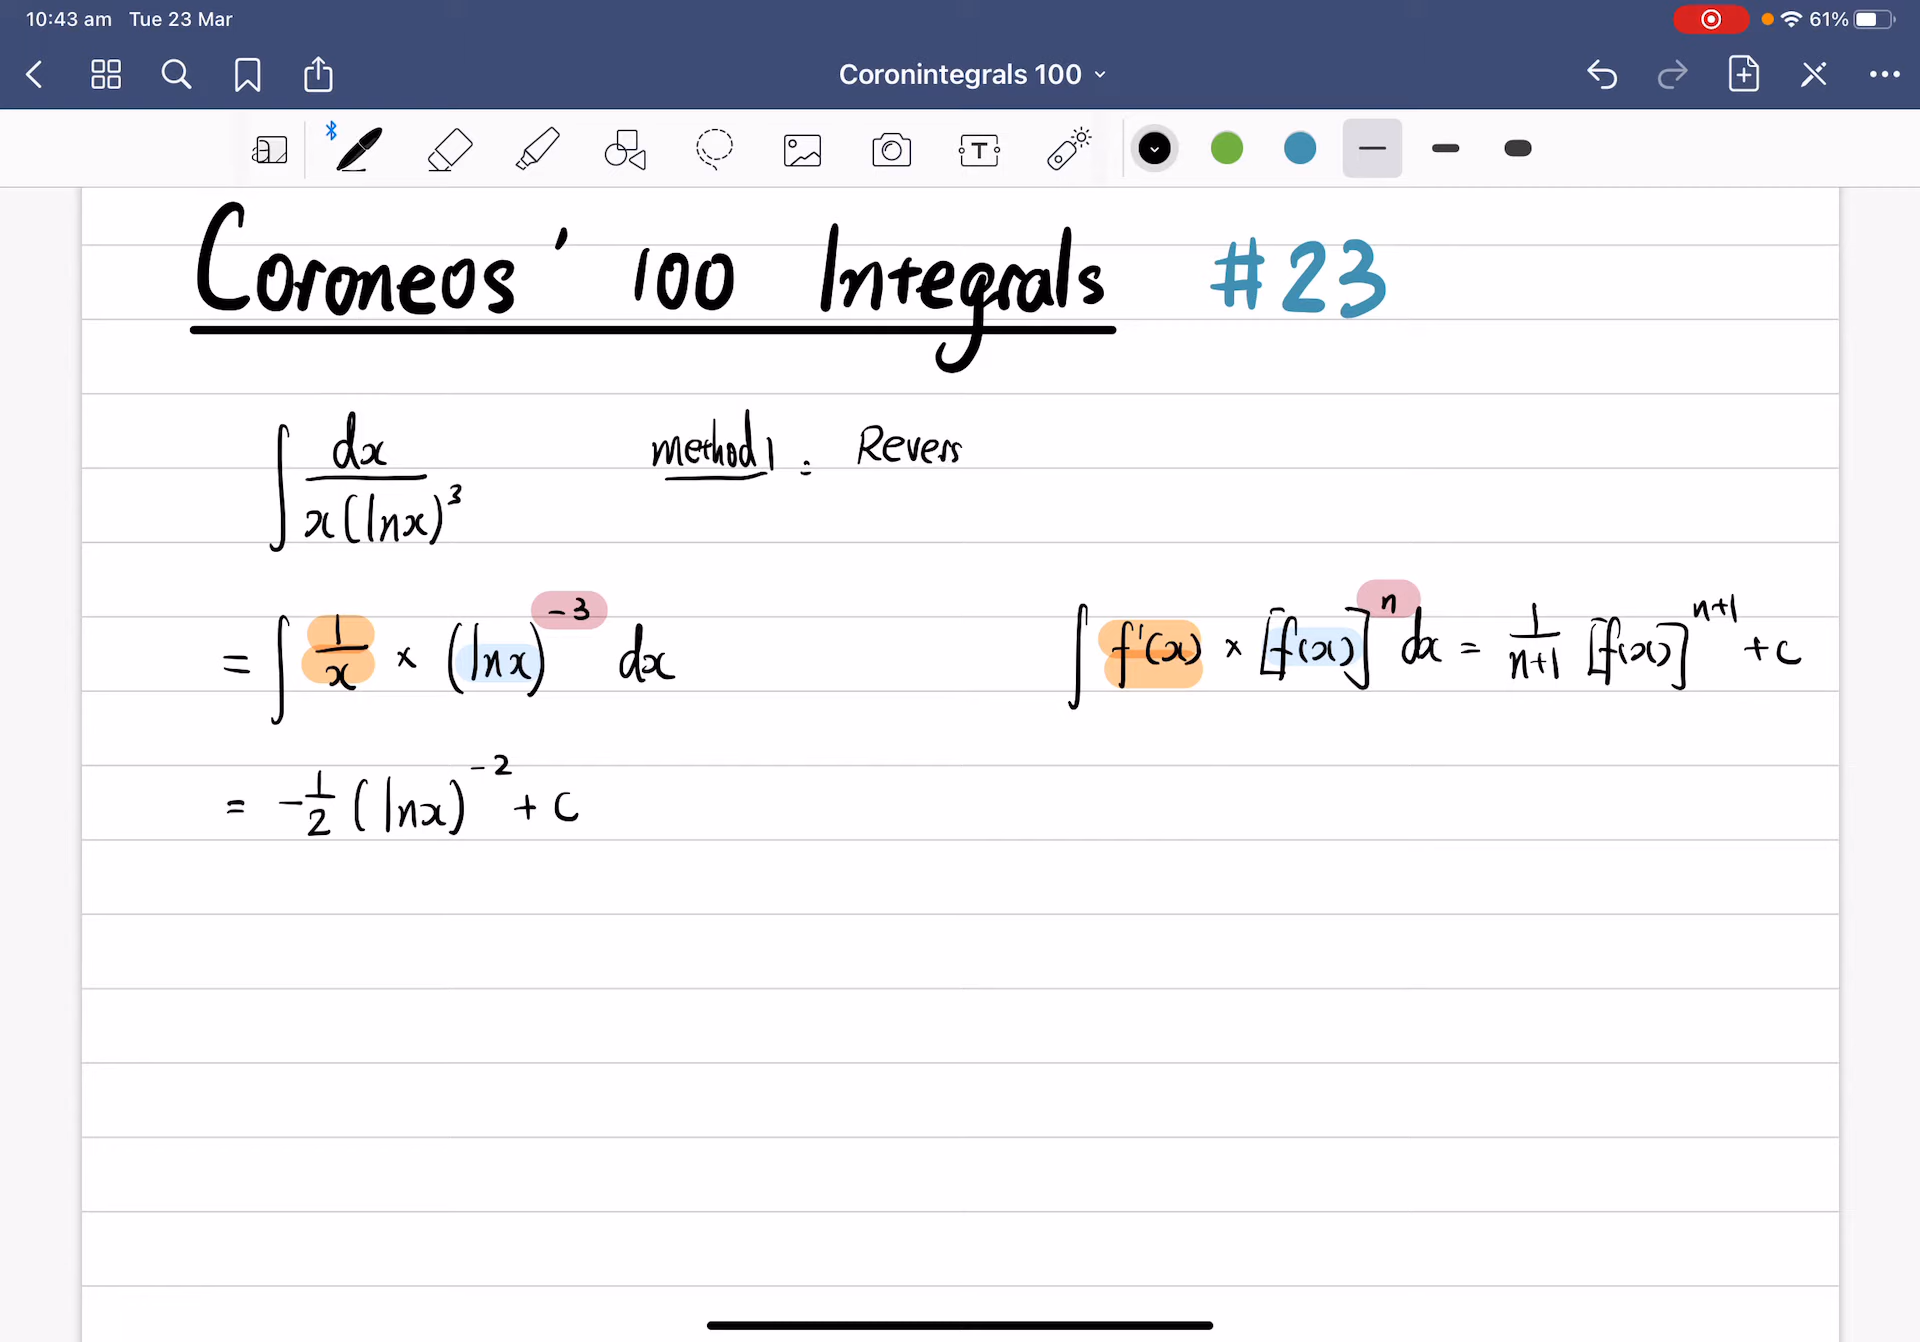 10:43 am Tue 23 Mar 61%
Coronintegrals 100
Coroneos' 100 Integrals #23
∫ dx / x(lnx)³ method 1 : Revers
= ∫ 1/x × (lnx)⁻³ dx ∫ f'(x) × [f(x)]ⁿ dx = 1/(n+1) [f(x)]ⁿ⁺¹ + c
= -1/2 (lnx)⁻² + c